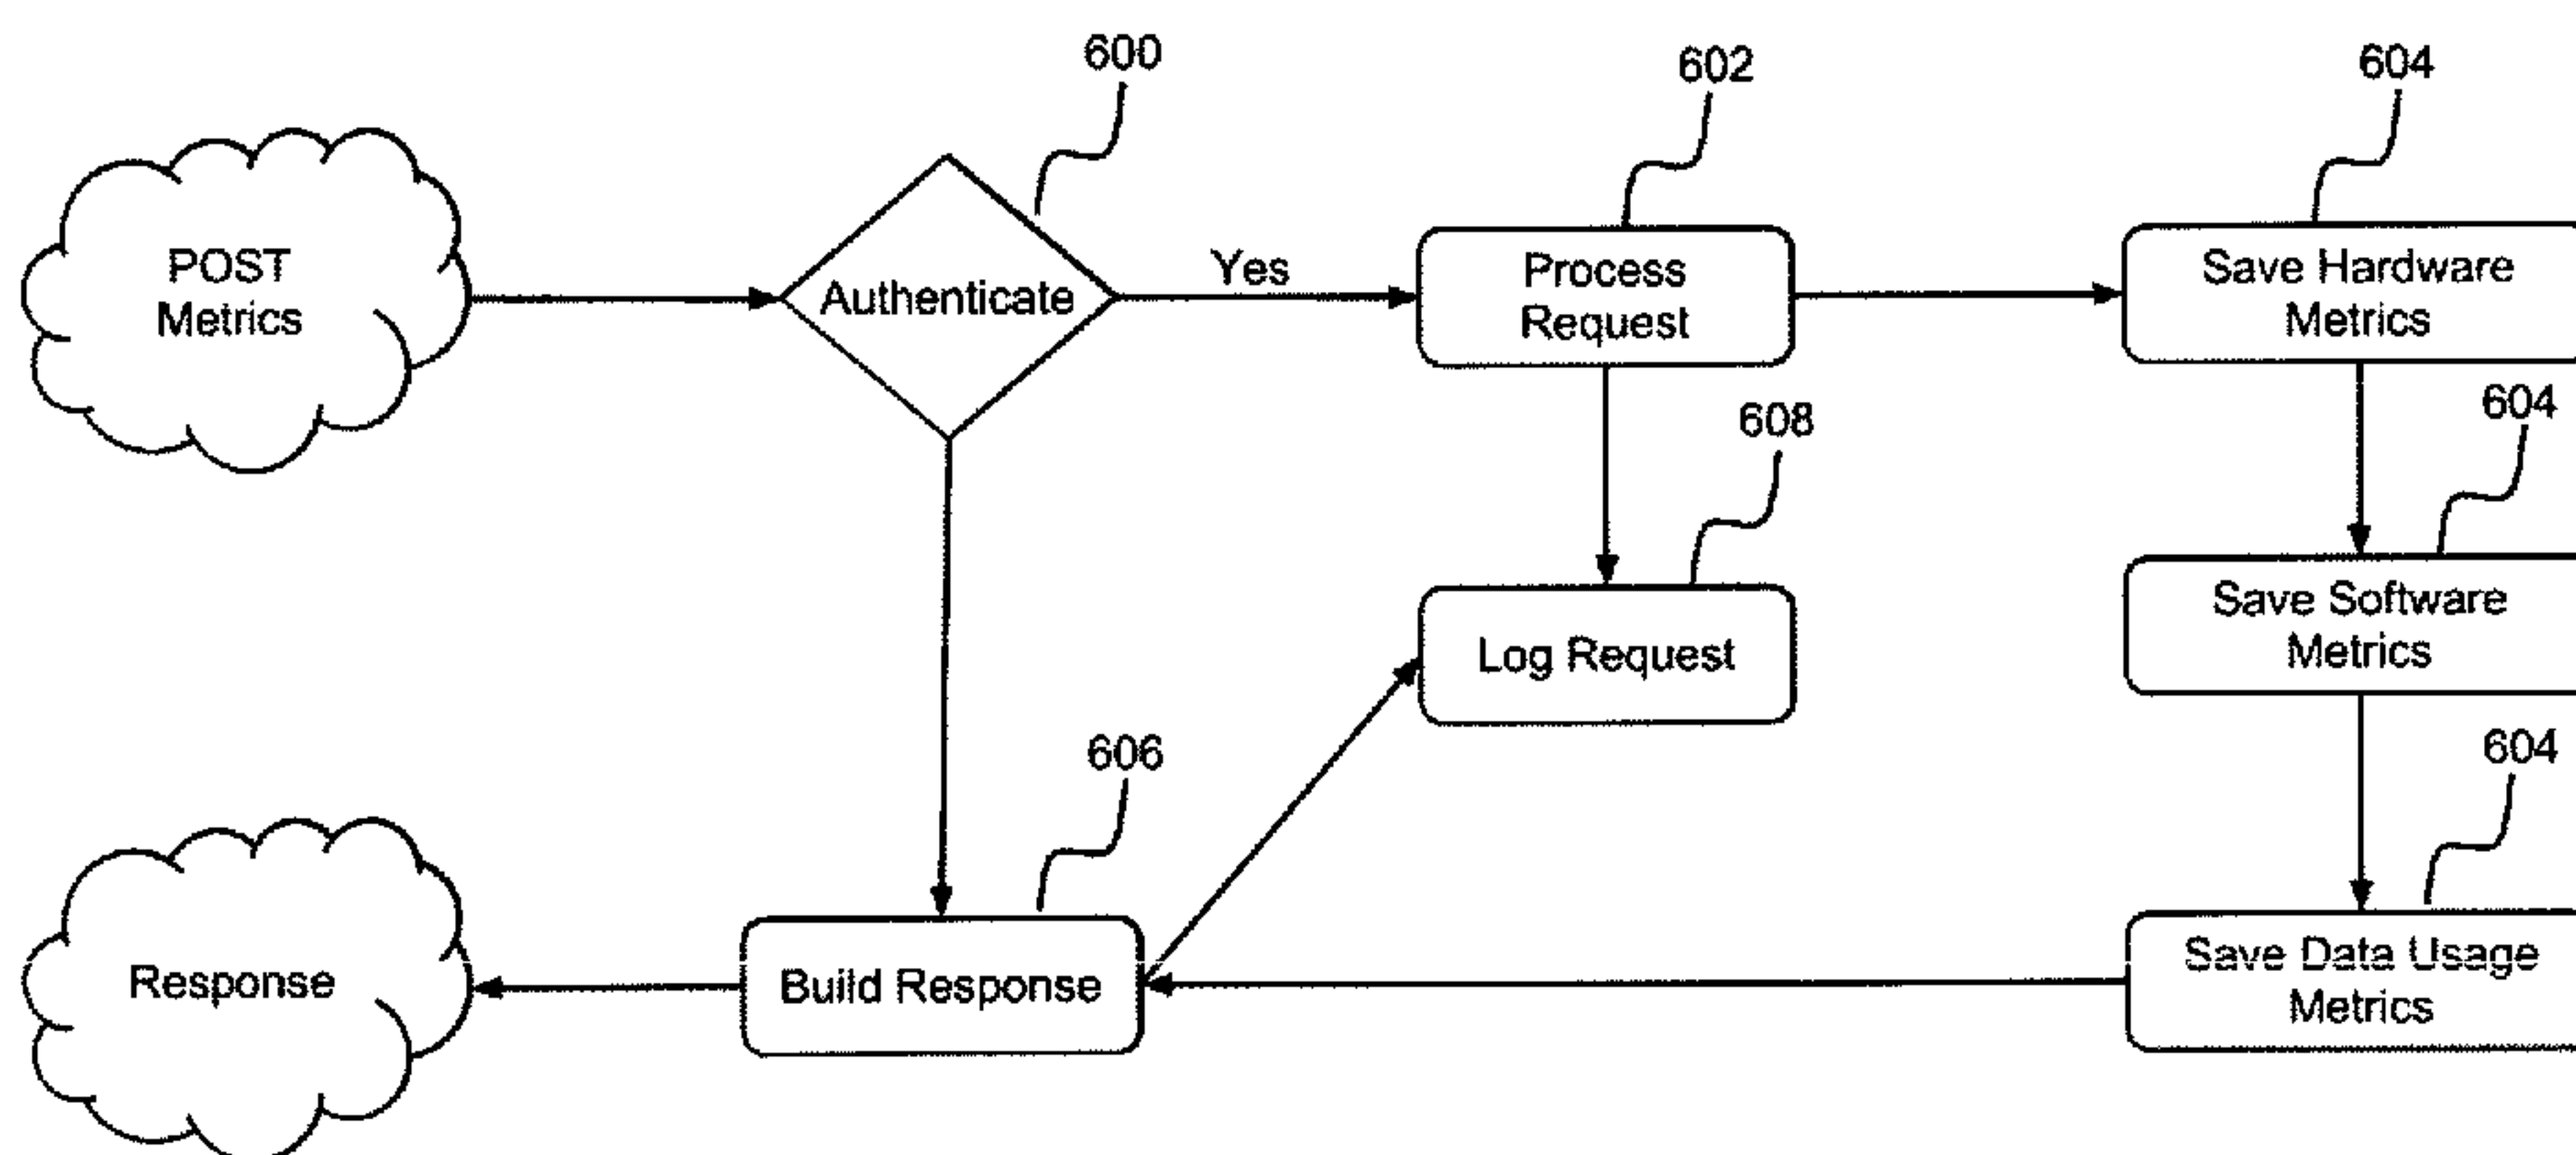 600
602
604
POST
Metrics
Authenticate
Yes
Process
Request
Save Hardware
Metrics
608
604
Log Request
Save Software
Metrics
606
604
Response
Build Response
Save Data Usage
Metrics